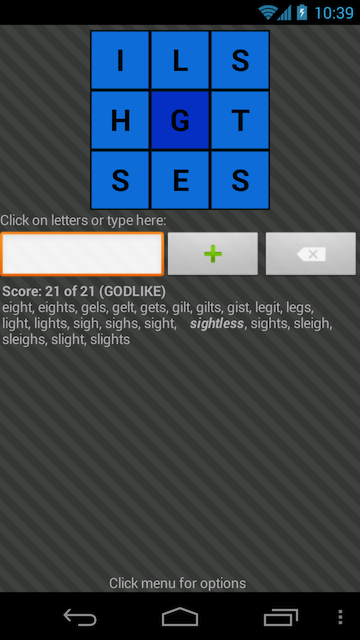 10:39
I L S
H G T
S E S
Click on letters or type here:
Score: 21 of 21 (GODLIKE)
eight, eights, gels, gelt, gets, gilt, gilts, gist, legit, legs,
light, lights, sigh, sighs, sight, sightless, sights, sleigh,
sleighs, slight, slights
Click menu for options